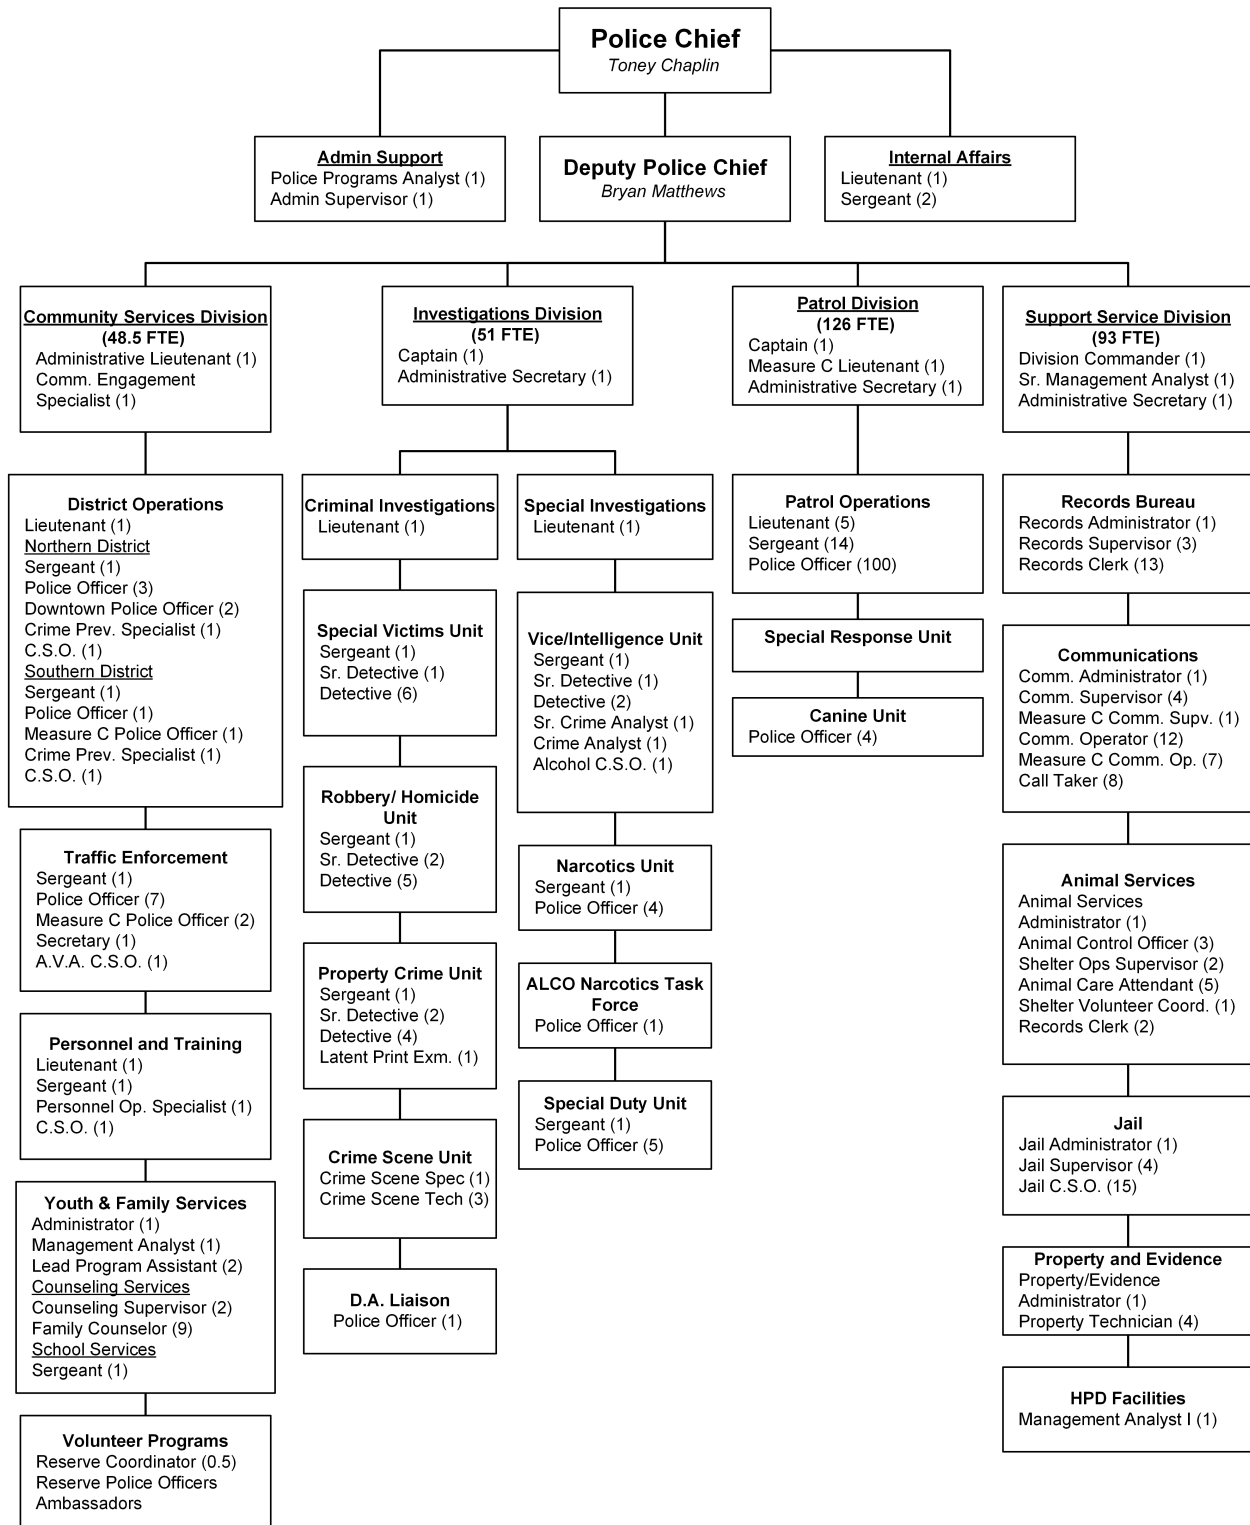 Police Chief
Toney Chaplin
Admin Support
Police Programs Analyst (1)
Admin Supervisor (1)
Deputy Police Chief
Bryan Matthews
Internal Affairs
Lieutenant (1)
Sergeant (2)
Community Services Division
(48.5 FTE)
Administrative Lieutenant (1)
Comm. Engagement
Specialist (1)
Investigations Division
(51 FTE)
Captain (1)
Administrative Secretary (1)
Patrol Division
(126 FTE)
Captain (1)
Measure C Lieutenant (1)
Administrative Secretary (1)
Support Service Division
(93 FTE)
Division Commander (1)
Sr. Management Analyst (1)
Administrative Secretary (1)
District Operations
Lieutenant (1)
Northern District
Sergeant (1)
Police Officer (3)
Downtown Police Officer (2)
Crime Prev. Specialist (1)
C.S.O. (1)
Southern District
Sergeant (1)
Police Officer (1)
Measure C Police Officer (1)
Crime Prev. Specialist (1)
C.S.O. (1)
Traffic Enforcement
Sergeant (1)
Police Officer (7)
Measure C Police Officer (2)
Secretary (1)
A.V.A. C.S.O. (1)
Personnel and Training
Lieutenant (1)
Sergeant (1)
Personnel Op. Specialist (1)
C.S.O. (1)
Youth & Family Services
Administrator (1)
Management Analyst (1)
Lead Program Assistant (2)
Counseling Services
Counseling Supervisor (2)
Family Counselor (9)
School Services
Sergeant (1)
Volunteer Programs
Reserve Coordinator (0.5)
Reserve Police Officers
Ambassadors
Criminal Investigations
Lieutenant (1)
Special Victims Unit
Sergeant (1)
Sr. Detective (1)
Detective (6)
Robbery/ Homicide
Unit
Sergeant (1)
Sr. Detective (2)
Detective (5)
Property Crime Unit
Sergeant (1)
Sr. Detective (2)
Detective (4)
Latent Print Exm. (1)
Crime Scene Unit
Crime Scene Spec (1)
Crime Scene Tech (3)
D.A. Liaison
Police Officer (1)
Special Investigations
Lieutenant (1)
Vice/Intelligence Unit
Sergeant (1)
Sr. Detective (1)
Detective (2)
Sr. Crime Analyst (1)
Crime Analyst (1)
Alcohol C.S.O. (1)
Narcotics Unit
Sergeant (1)
Police Officer (4)
ALCO Narcotics Task
Force
Police Officer (1)
Special Duty Unit
Sergeant (1)
Police Officer (5)
Patrol Operations
Lieutenant (5)
Sergeant (14)
Police Officer (100)
Special Response Unit
Canine Unit
Police Officer (4)
Records Bureau
Records Administrator (1)
Records Supervisor (3)
Records Clerk (13)
Communications
Comm. Administrator (1)
Comm. Supervisor (4)
Measure C Comm. Supv. (1)
Comm. Operator (12)
Measure C Comm. Op. (7)
Call Taker (8)
Animal Services
Animal Services
Administrator (1)
Animal Control Officer (3)
Shelter Ops Supervisor (2)
Animal Care Attendant (5)
Shelter Volunteer Coord. (1)
Records Clerk (2)
Jail
Jail Administrator (1)
Jail Supervisor (4)
Jail C.S.O. (15)
Property and Evidence
Property/Evidence
Administrator (1)
Property Technician (4)
HPD Facilities
Management Analyst I (1)